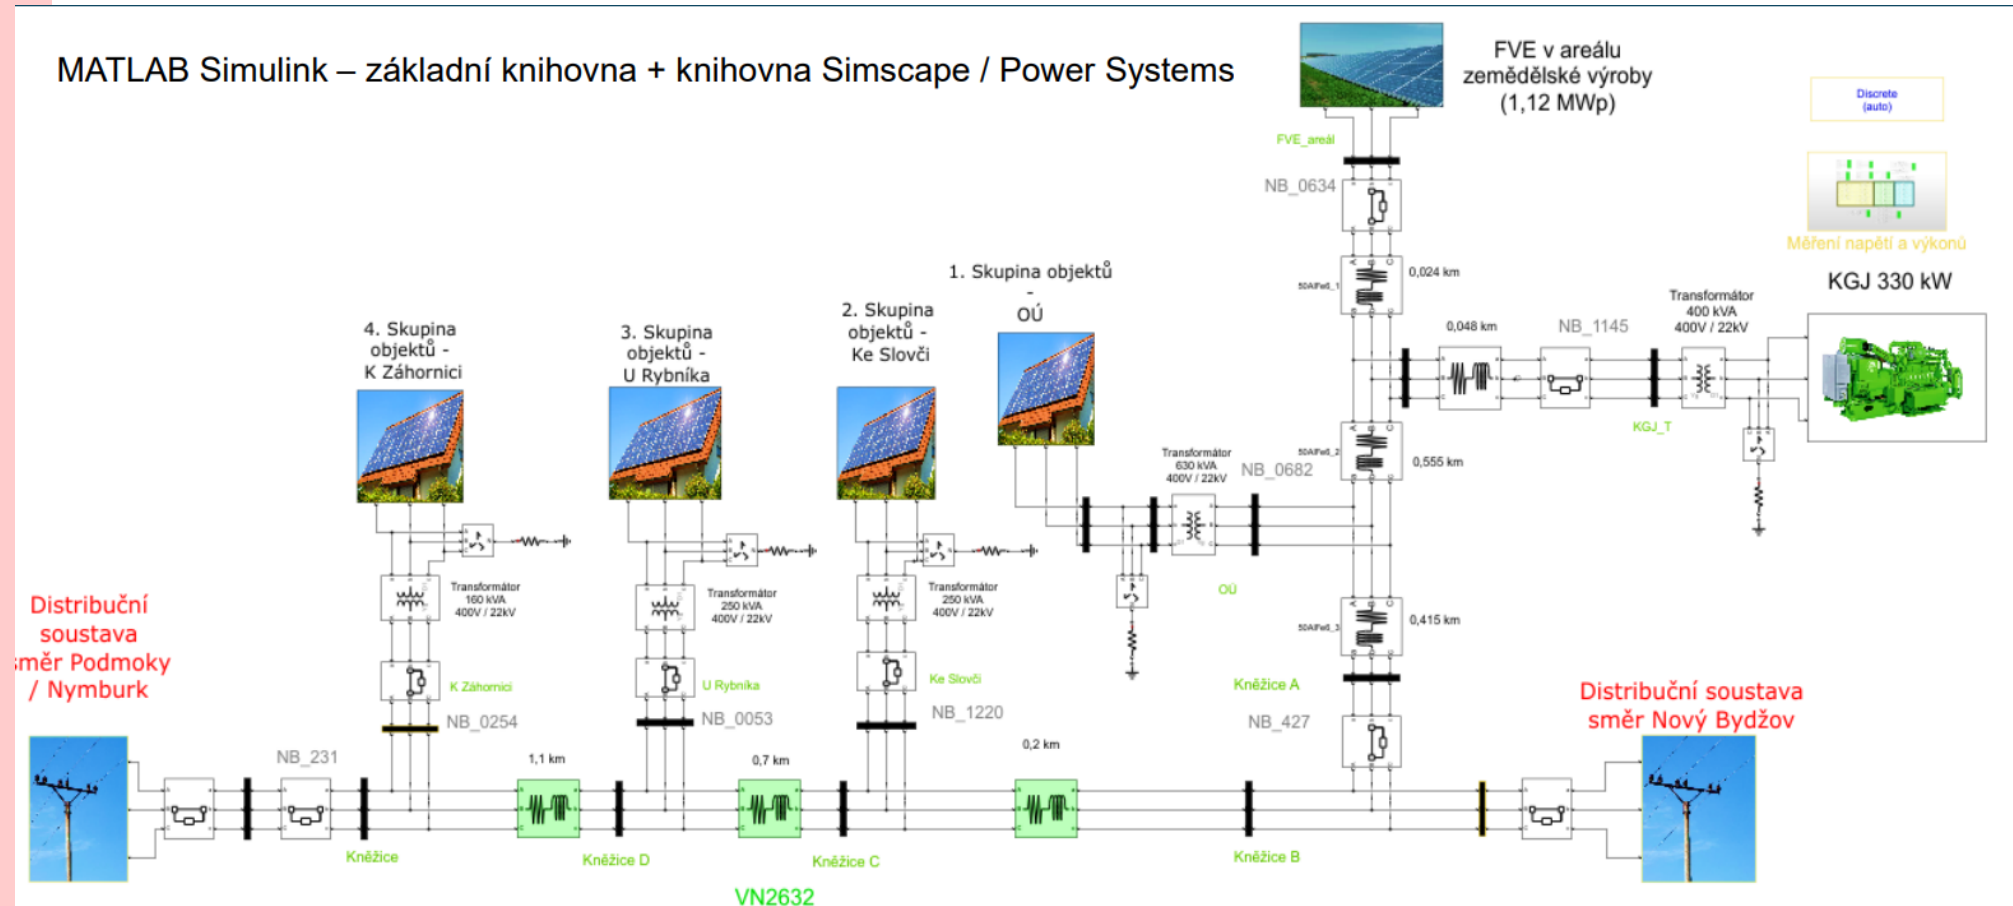 MATLAB Simulink – základní knihovna + knihovna Simscape / Power Systems
FVE v areálu
zemědělské výroby
(1,12 MWp)
Discrete
(auto)
FVE_areál
NB_0634
Měření napětí a výkonů
KGJ 330 kW
50AlFe6_1
0,024 km
Transformátor
400 kVA
400V / 22kV
0,048 km
NB_1145
KGJ_T
1. Skupina objektů
-
OÚ
2. Skupina
objektů -
Ke Slovči
3. Skupina
objektů -
U Rybníka
4. Skupina
objektů -
K Záhornici
50AlFe6_2
0,555 km
Transformátor
630 kVA
400V / 22kV
NB_0682
OÚ
Transformátor
160 kVA
400V / 22kV
Transformátor
250 kVA
400V / 22kV
Transformátor
250 kVA
400V / 22kV
50AlFe6_3
0,415 km
Distribuční
soustava
směr Podmoky
/ Nymburk
K Záhornici
NB_0254
U Rybníka
NB_0053
Ke Slovči
NB_1220
Kněžice A
NB_427
Distribuční soustava
směr Nový Bydžov
NB_231
1,1 km
0,7 km
0,2 km
Kněžice
Kněžice D
Kněžice C
Kněžice B
VN2632